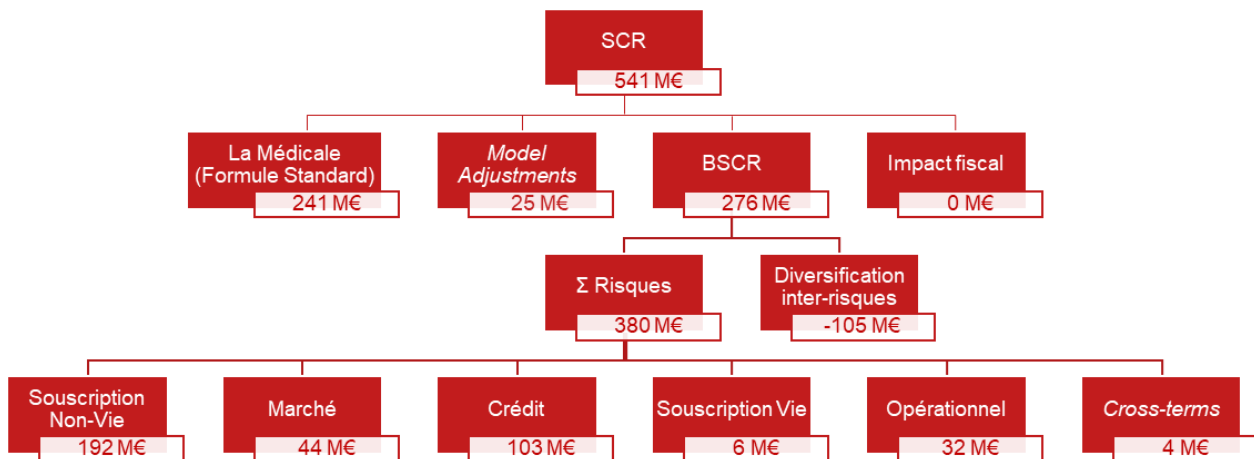 SCR
541 M€
La Médicale
(Formule Standard)
241 M€
Model
Adjustments
25 M€
BSCR
276 M€
Impact fiscal
0 M€
Σ Risques
380 M€
Diversification
inter-risques
-105 M€
Souscription
Non-Vie
192 M€
Marché
44 M€
Crédit
103 M€
Souscription Vie
6 M€
Opérationnel
32 M€
Cross-terms
4 M€